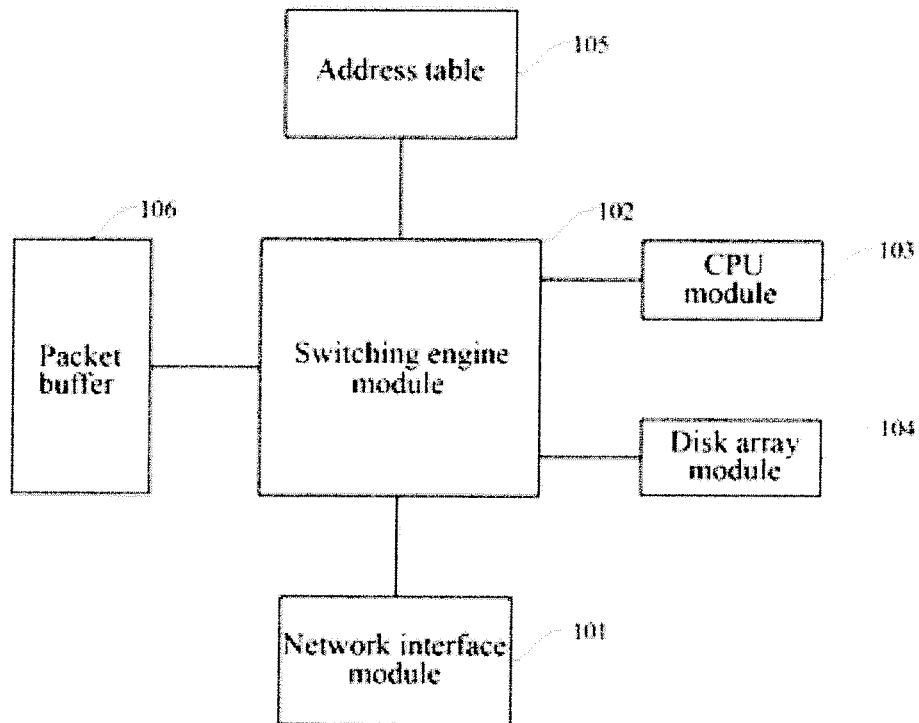 Address table
105
106
102
103
CPU
module
Packet
buffer
Switching engine
module
Disk array
module
104
Network interface
module
101